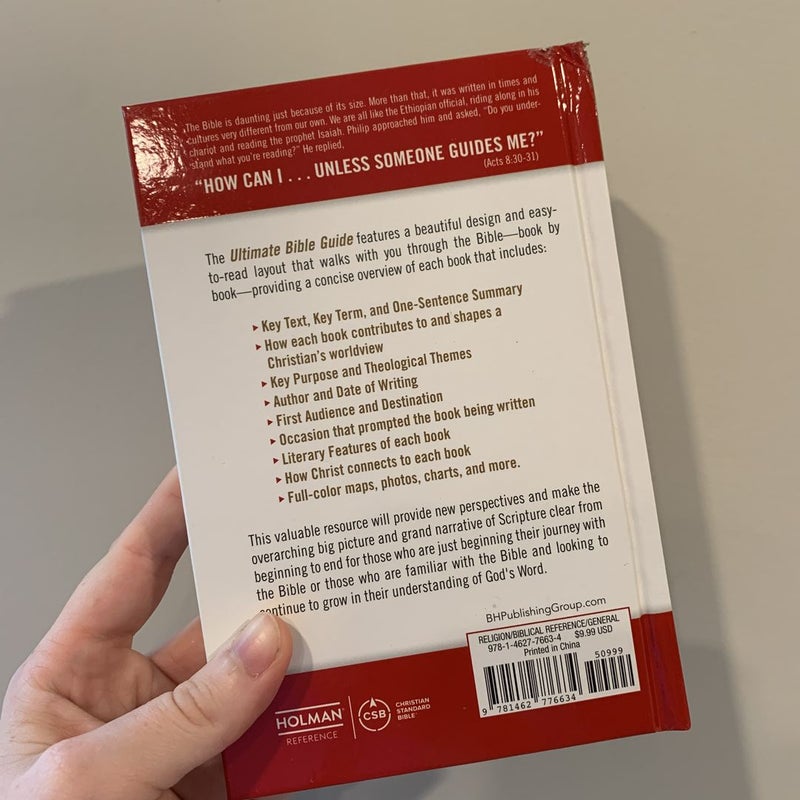 The Bible is daunting just because of its size. More than that, it was written in times and
cultures very different from our own. We are all like the Ethiopian official, riding along in his
chariot and reading the prophet Isaiah. Philip approached him and asked, "Do you under-
stand what you're reading?" He replied.
"HOW CAN I . . . UNLESS SOMEONE GUIDES ME?"
(Acts 8:30-31)
The Ultimate Bible Guide features a beautiful design and easy-
to-read layout that walks with you through the Bible—book by
book—providing a concise overview of each book that includes:
▸ Key Text, Key Term, and One-Sentence Summary
▸ How each book contributes to and shapes a
Christian's worldview
▸ Key Purpose and Theological Themes
▸ Author and Date of Writing
▸ First Audience and Destination
▸ Occasion that prompted the book being written
▸ Literary Features of each book
▸ How Christ connects to each book
▸ Full-color maps, photos, charts, and more.
This valuable resource will provide new perspectives and make the
overarching big picture and grand narrative of Scripture clear from
beginning to end for those who are just beginning their journey with
the Bible or those who are familiar with the Bible and looking to
continue to grow in their understanding of God's Word.
BHPublishingGroup.com
RELIGION/BIBLICAL REFERENCE/GENERAL
978-1-4627-7663-4 $9.99 USD
Printed in China
50999
9 781462 776634
HOLMAN
REFERENCE
CSB
CHRISTIAN
STANDARD
BIBLE